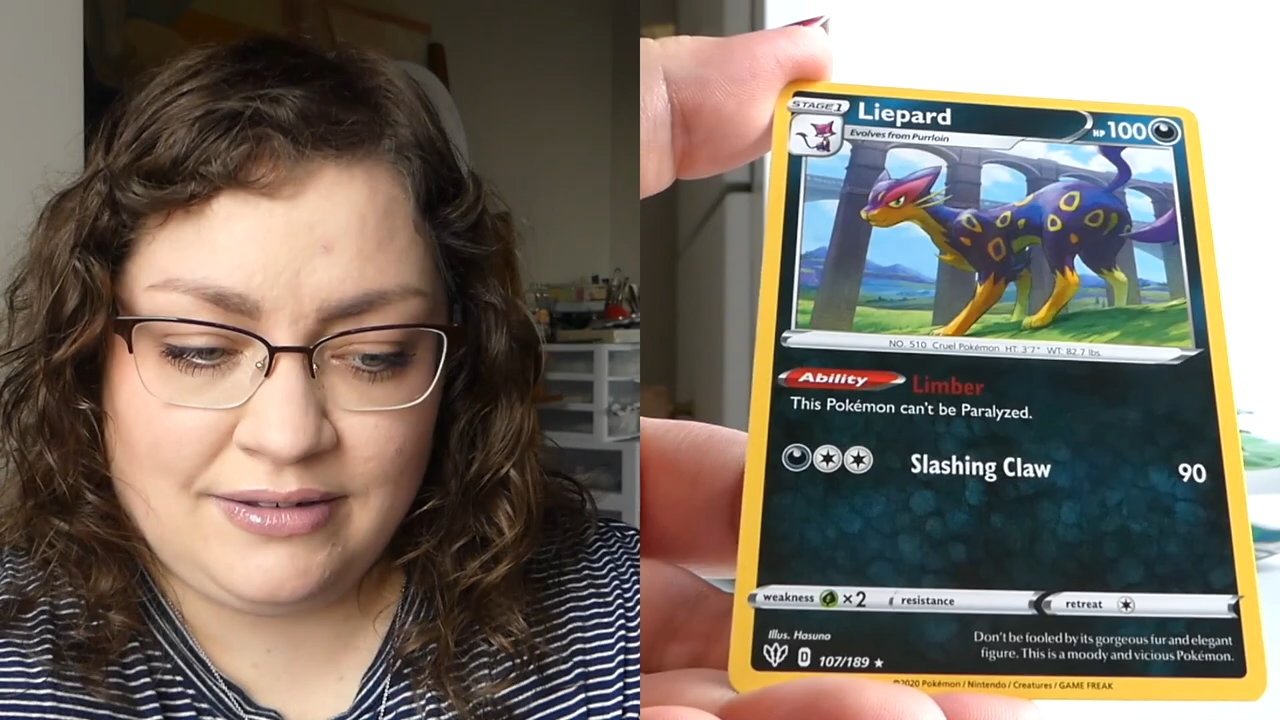 STAGE 1 Liepard HP 100
Evolves from Purrloin
NO. 510 Cruel Pokémon HT: 3'7" WT: 82.7 lbs.
Ability Limber
This Pokémon can't be Paralyzed.
Slashing Claw 90
weakness ×2 resistance retreat
Illus. Hasuno
D 107/189 ★
Don't be fooled by its gorgeous fur and elegant
figure. This is a moody and vicious Pokémon.
©2020 Pokémon / Nintendo / Creatures / GAME FREAK